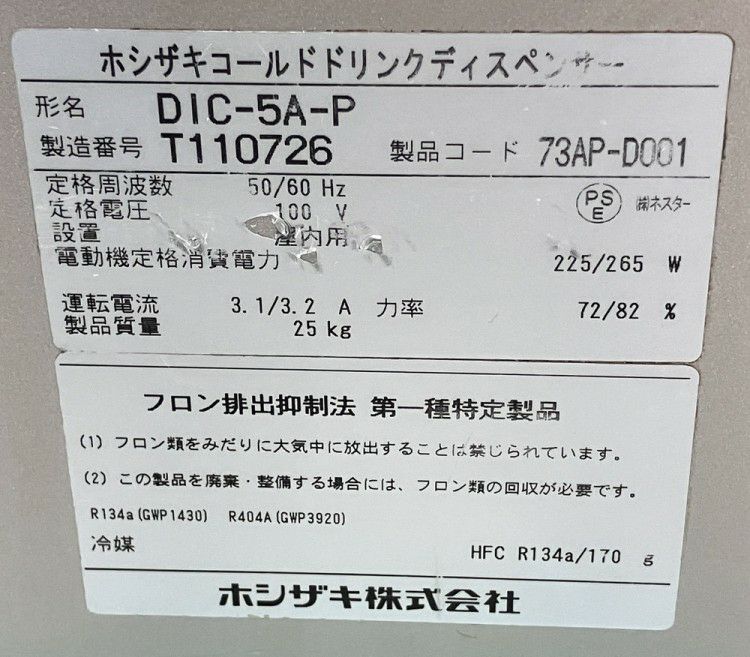 ホシザキコールドドリンクディスペンサー
形名 DIC-5A-P
製造番号 T110726 製品コード 73AP-D001
定格周波数 50/60 Hz PSE ㈱ネスター
定格電圧 100 V
設置 屋内用
電動機定格消費電力 225/265 W
運転電流 3.1/3.2 A 力率 72/82 %
製品質量 25 kg
フロン排出抑制法 第一種特定製品
(1) フロン類をみだりに大気中に放出することは禁じられています。
(2) この製品を廃棄・整備する場合には、フロン類の回収が必要です。
R134a(GWP1430) R404A(GWP3920)
冷媒 HFC R134a/170 g
ホシザキ株式会社